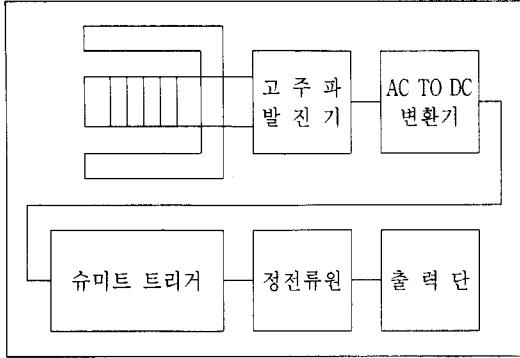 고 주 파
발 진 기
AC TO DC
변환기
슈미트 트리거
정전류원
출 력 단